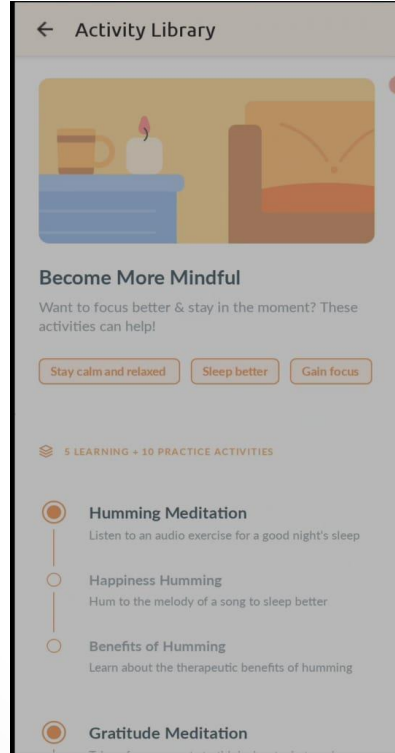 Activity Library
Become More Mindful
Want to focus better & stay in the moment? These
activities can help!
Stay calm and relaxed Sleep better Gain focus
5 LEARNING + 10 PRACTICE ACTIVITIES
Humming Meditation
Listen to an audio exercise for a good night's sleep
Happiness Humming
Hum to the melody of a song to sleep better
Benefits of Humming
Learn about the therapeutic benefits of humming
Gratitude Meditation